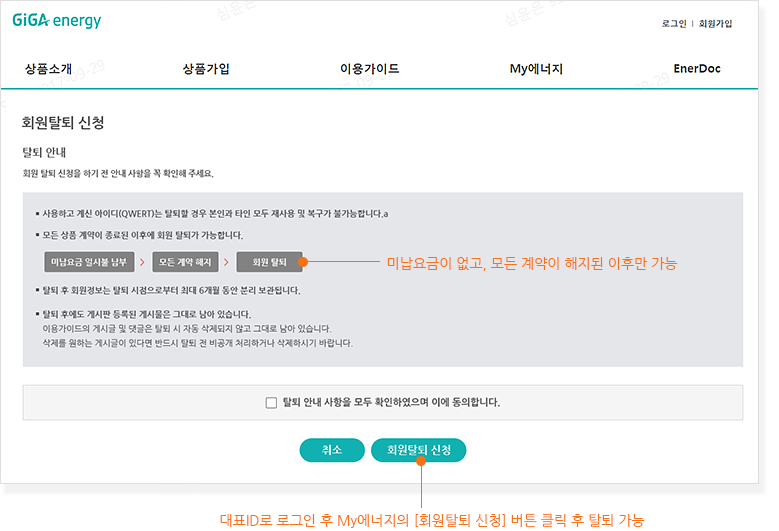 GiGA energy
로그인 | 회원가입
상품소개 상품가입 이용가이드 My에너지 EnerDoc
회원탈퇴 신청
탈퇴 안내
회원 탈퇴 신청을 하기 전 안내 사항을 꼭 확인해 주세요.
▪ 사용하고 계신 아이디(QWERT)는 탈퇴할 경우 본인과 타인 모두 재사용 및 복구가 불가능합니다.a
▪ 모든 상품 계약이 종료된 이후에 회원 탈퇴가 가능합니다.
미납요금 일시불 납부 > 모든 계약 해지 > 회원 탈퇴
미납요금이 없고, 모든 계약이 해지된 이후만 가능
▪ 탈퇴 후 회원정보는 탈퇴 시점으로부터 최대 6개월 동안 분리 보관됩니다.
▪ 탈퇴 후에도 게시판 등록된 게시물은 그대로 남아 있습니다.
이용가이드의 게시글 및 댓글은 탈퇴 시 자동 삭제되지 않고 그대로 남아 있습니다.
삭제를 원하는 게시글이 있다면 반드시 탈퇴 전 비공개 처리하거나 삭제하시기 바랍니다.
탈퇴 안내 사항을 모두 확인하였으며 이에 동의합니다.
취소 회원탈퇴 신청
대표ID로 로그인 후 My에너지의 [회원탈퇴 신청] 버튼 클릭 후 탈퇴 가능